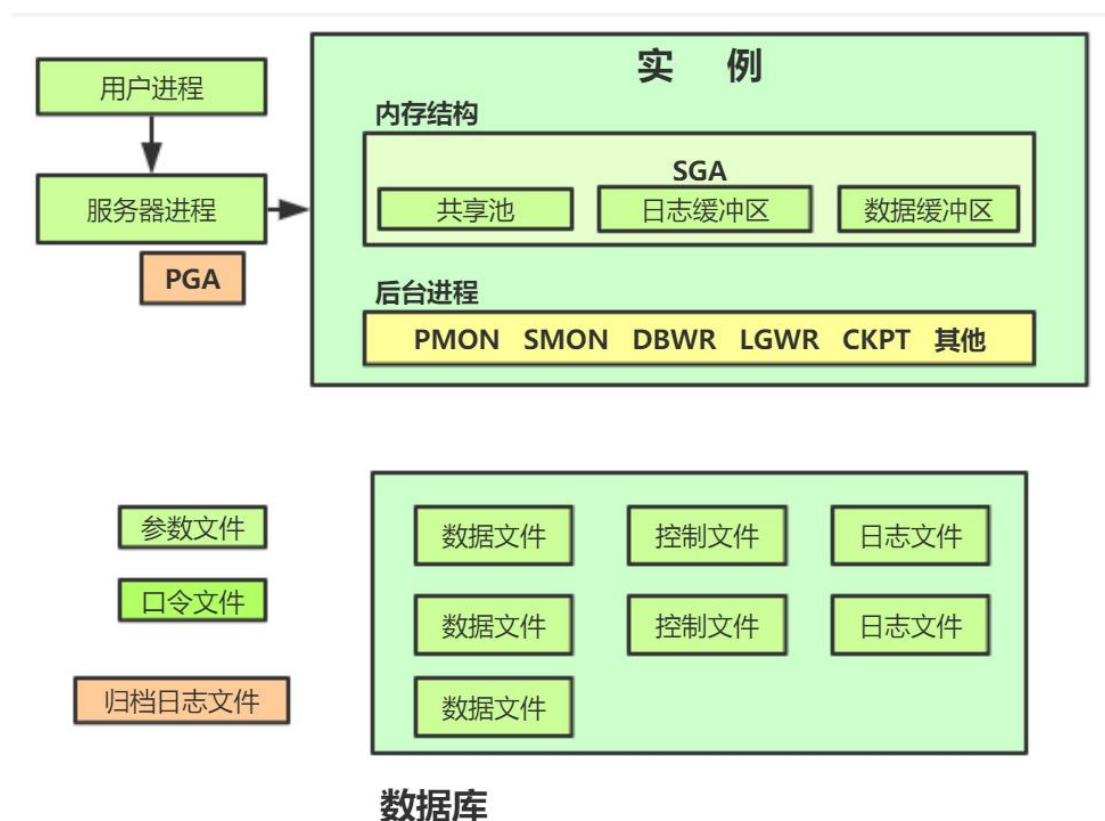 实 例
用户进程
内存结构
SGA
服务器进程
共享池 日志缓冲区 数据缓冲区
PGA
后台进程
PMON SMON DBWR LGWR CKPT 其他
参数文件
数据文件 控制文件 日志文件
口令文件
数据文件 控制文件 日志文件
归档日志文件
数据文件
数据库